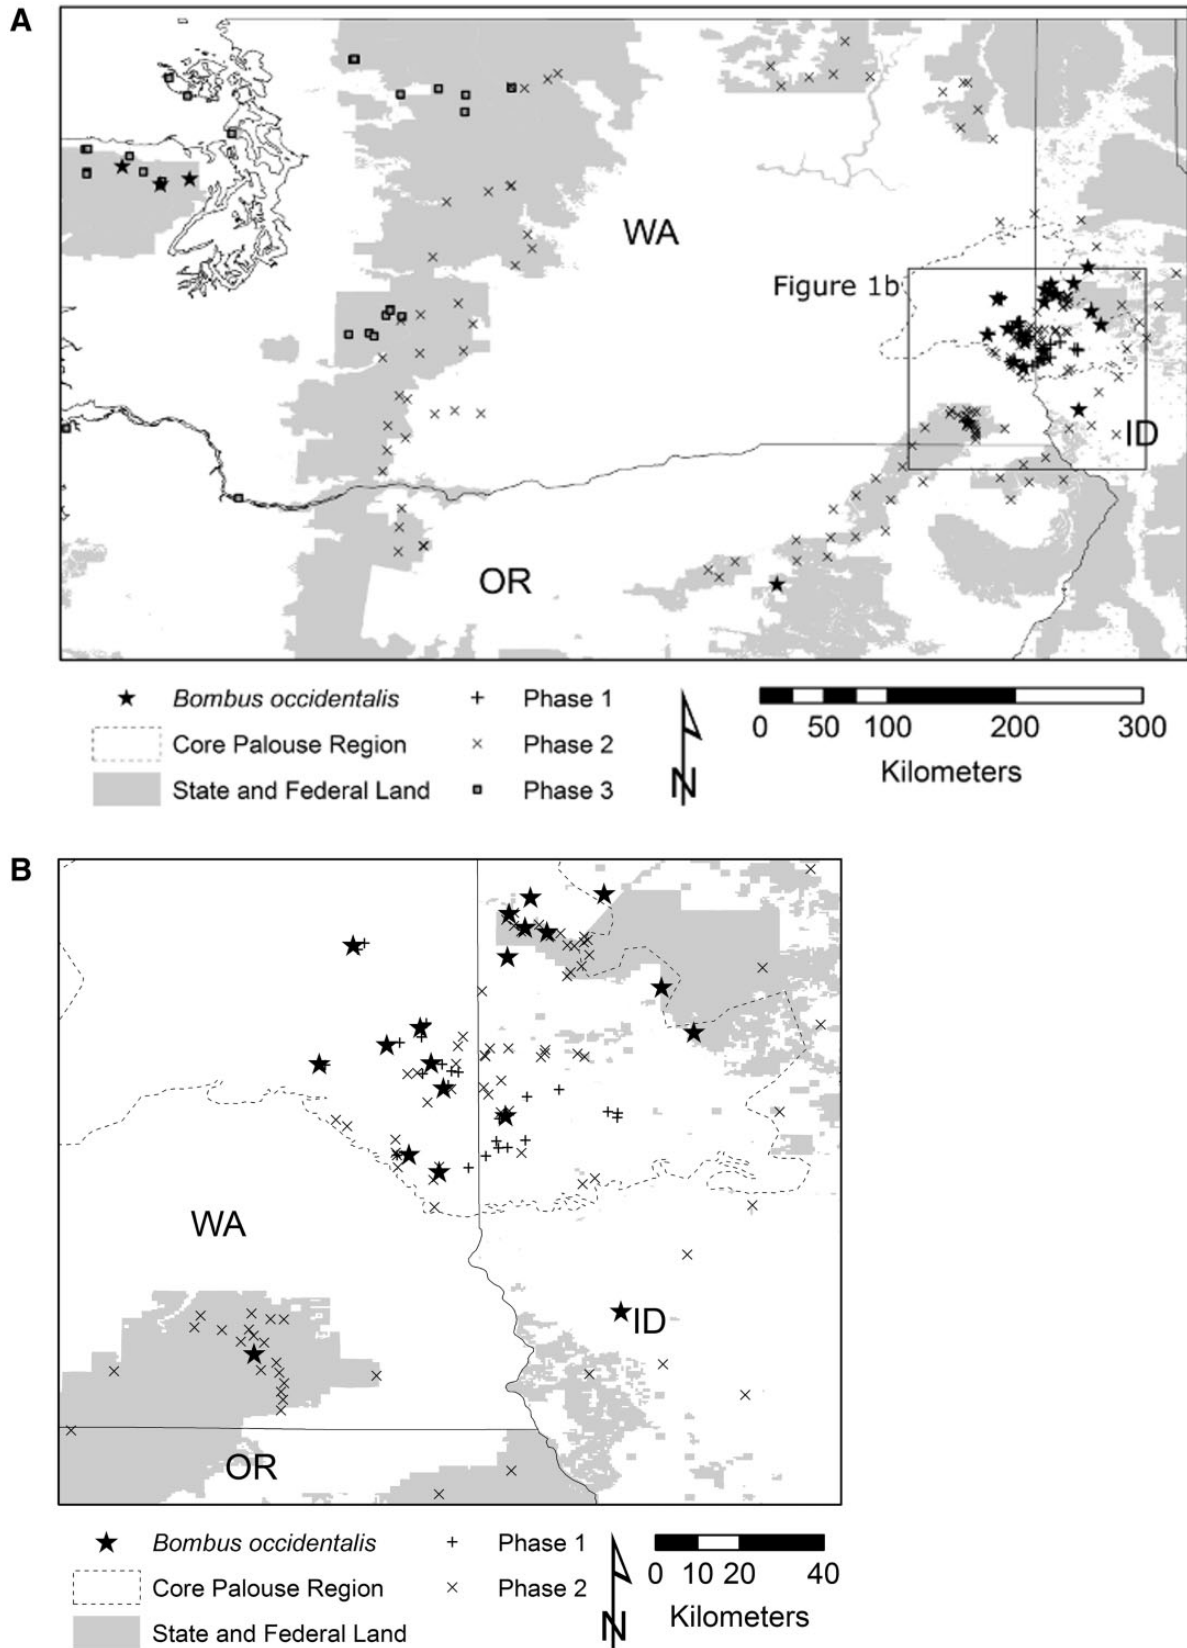 A
WA
Figure 1b
ID
OR
Bombus occidentalis
Phase 1
Core Palouse Region
Phase 2
State and Federal Land
Phase 3
N
0 50 100 200 300
Kilometers
B
WA
ID
OR
Bombus occidentalis
Phase 1
Core Palouse Region
Phase 2
State and Federal Land
N
0 10 20 40
Kilometers